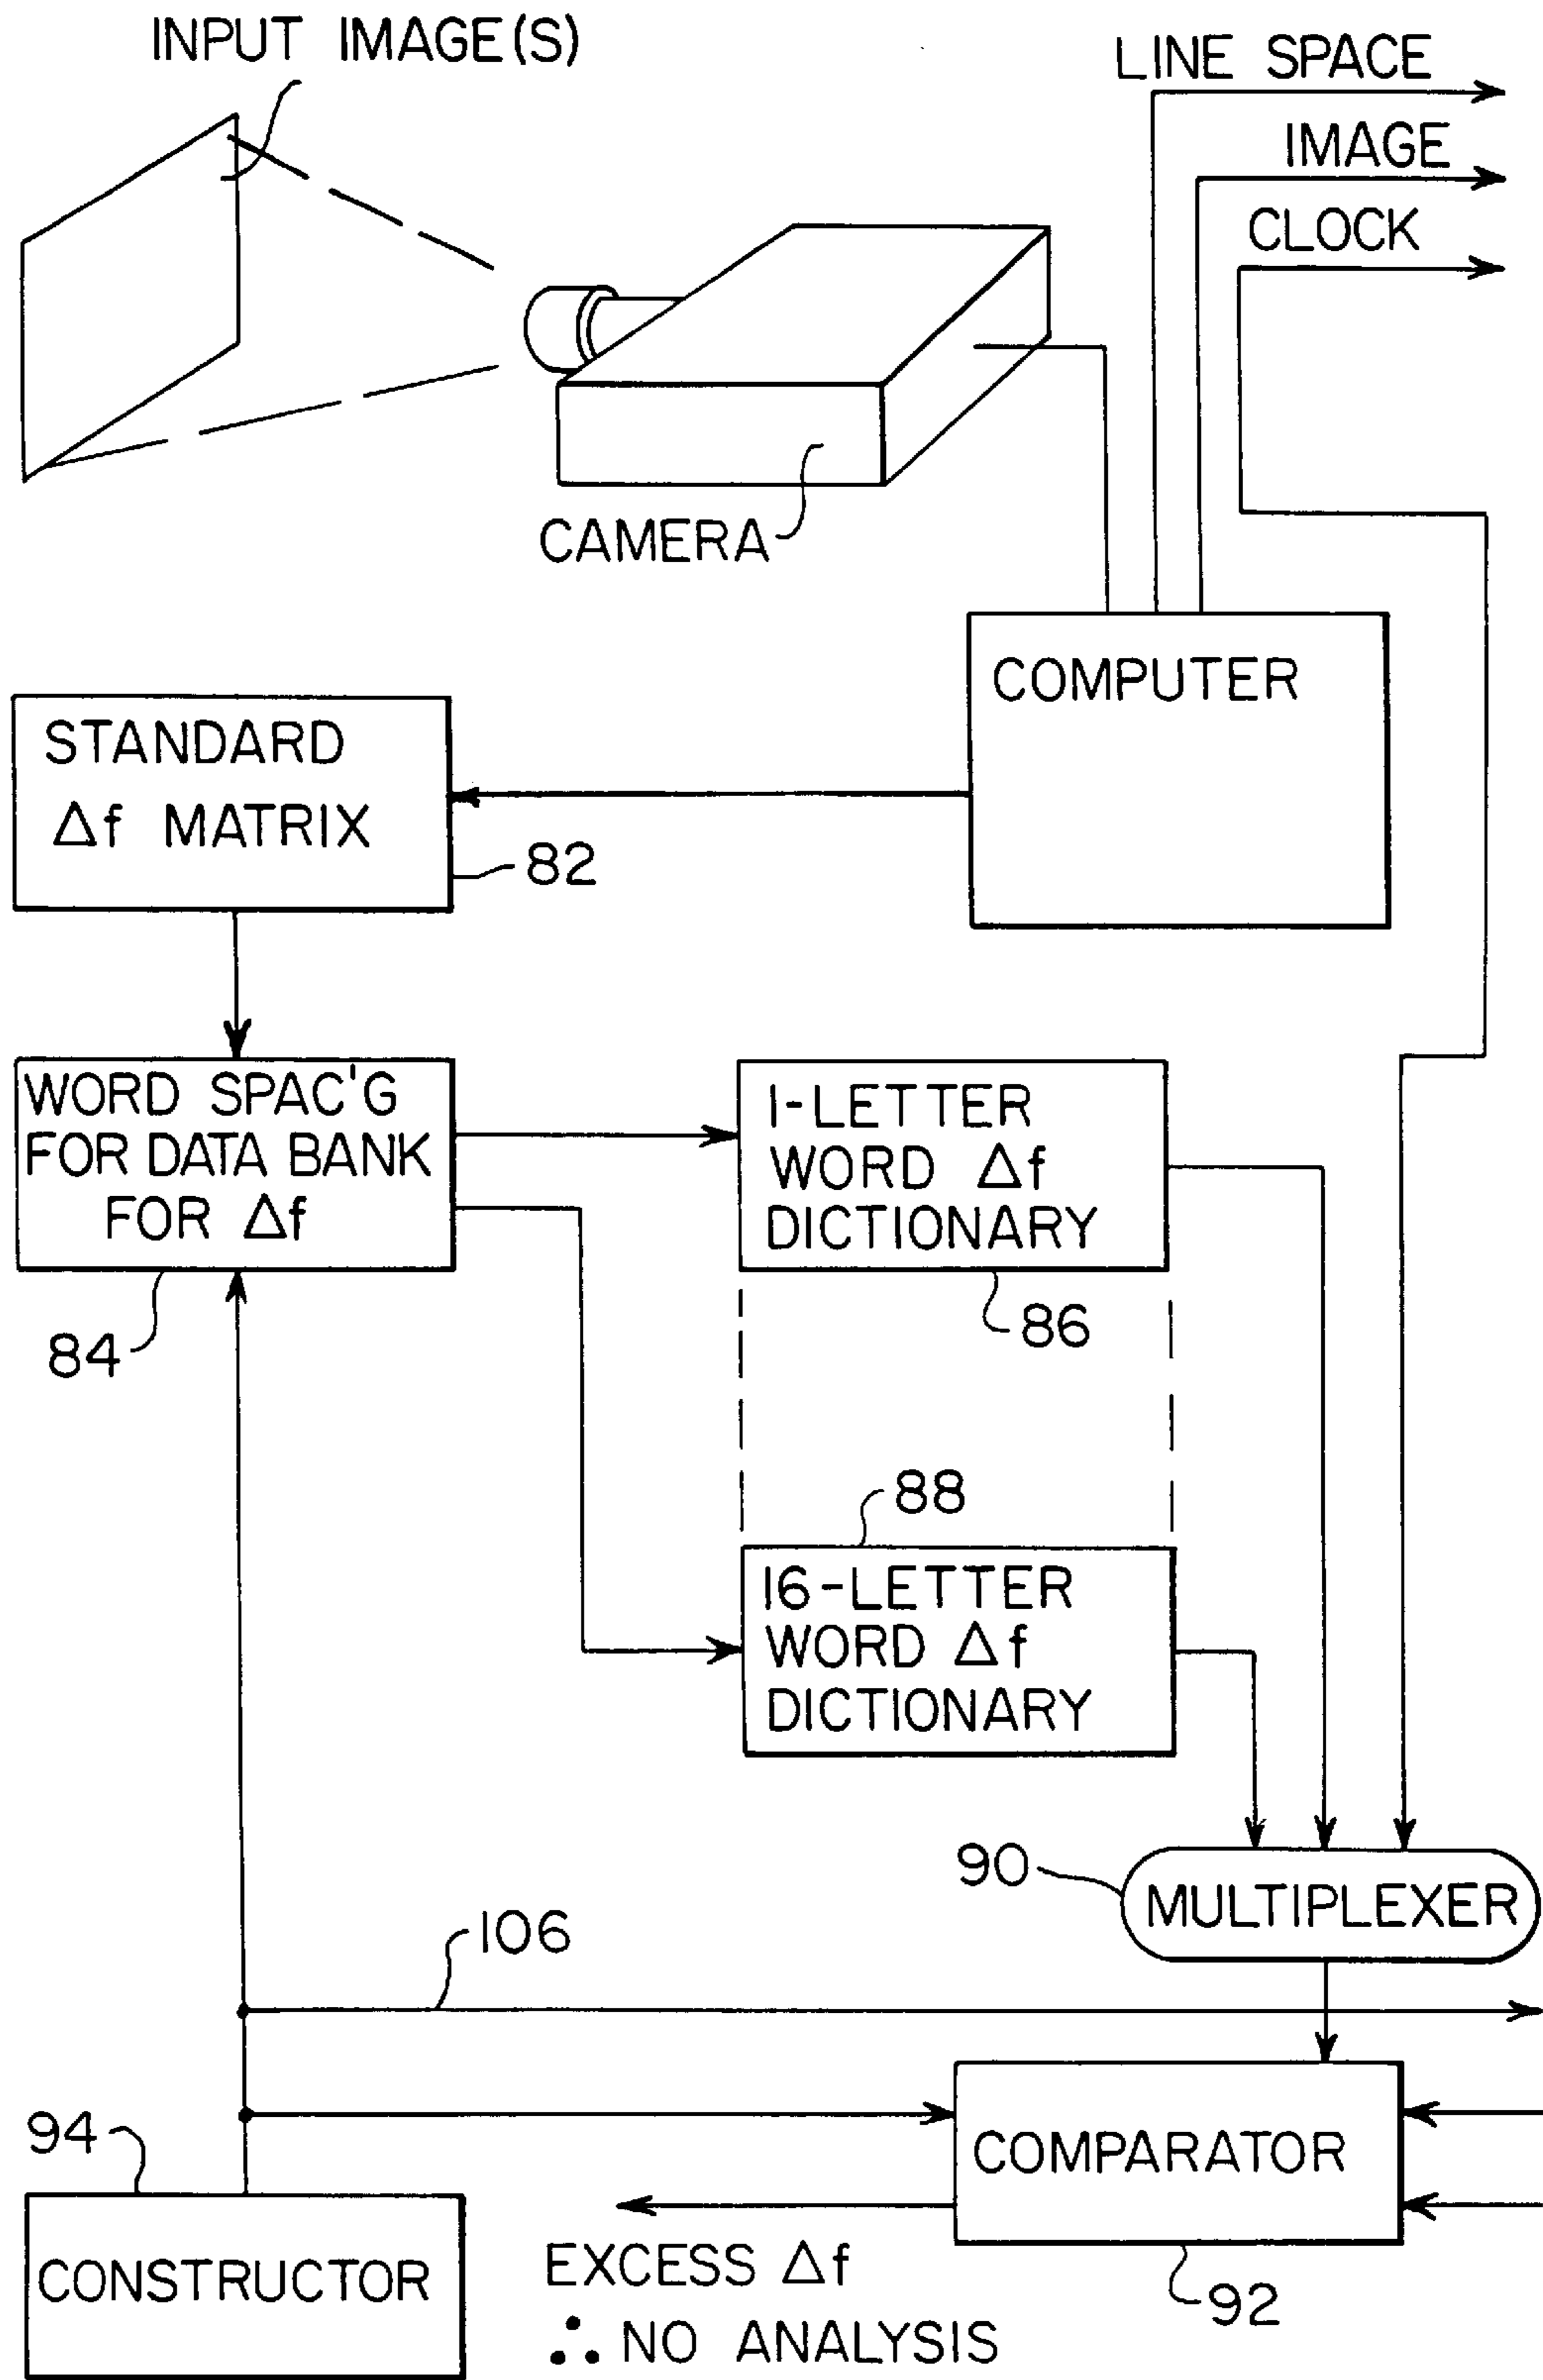 INPUT IMAGE(S)
LINE SPACE
IMAGE
CLOCK
CAMERA
COMPUTER
STANDARD
Δf MATRIX
82
WORD SPAC'G
FOR DATA BANK
FOR Δf
84
1-LETTER
WORD Δf
DICTIONARY
86
88
16-LETTER
WORD Δf
DICTIONARY
90
MULTIPLEXER
106
94
CONSTRUCTOR
COMPARATOR
92
EXCESS Δf
∴ NO ANALYSIS